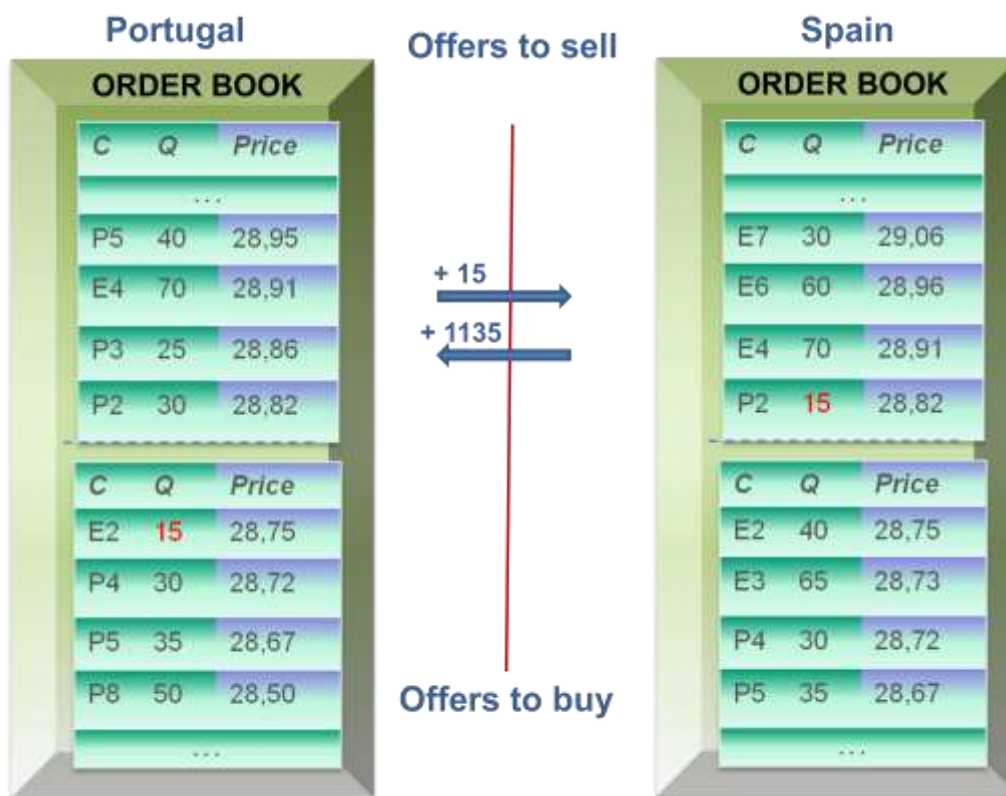 Portugal
Offers to sell
Spain
ORDER BOOK
C Q Price
...
P5 40 28,95
E4 70 28,91
P3 25 28,86
P2 30 28,82
C Q Price
E2 15 28,75
P4 30 28,72
P5 35 28,67
P8 50 28,50
...
+ 15
+ 1135
Offers to buy
ORDER BOOK
C Q Price
...
E7 30 29,06
E6 60 28,96
E4 70 28,91
P2 15 28,82
C Q Price
E2 40 28,75
E3 65 28,73
P4 30 28,72
P5 35 28,67
...